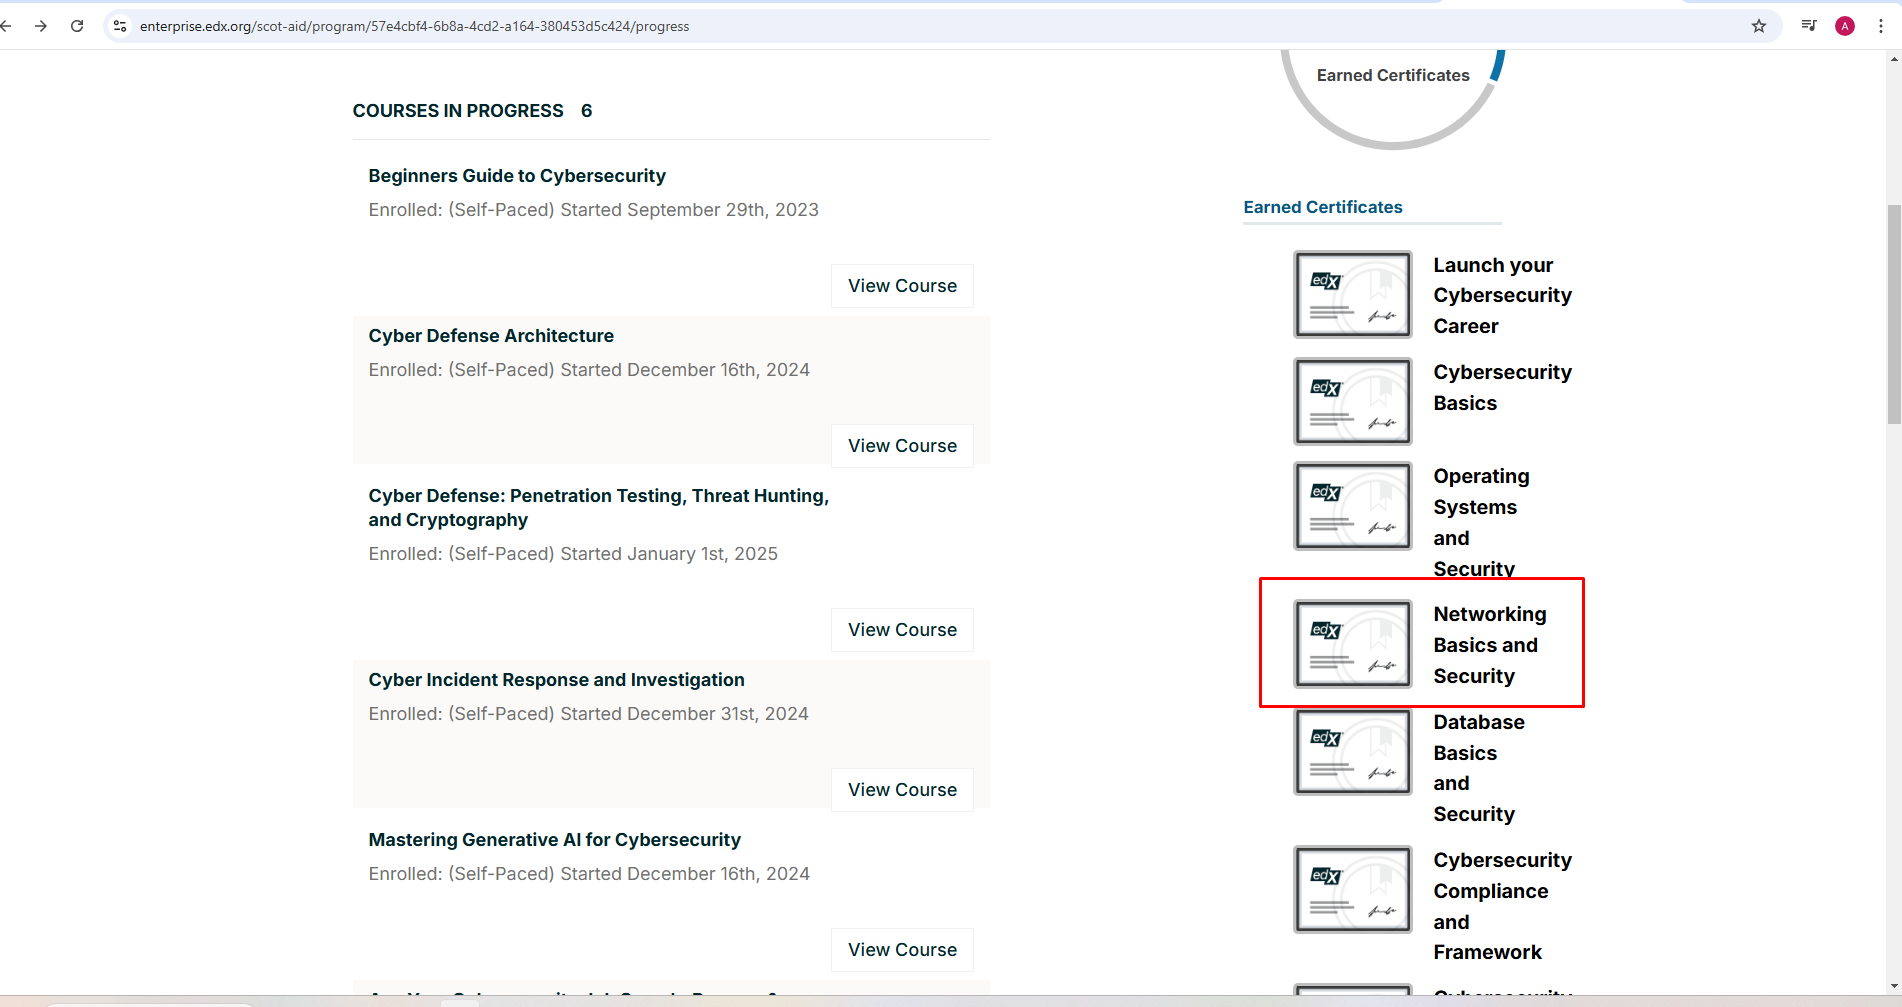 enterprise.edx.org/scot-aid/program/57e4cbf4-6b8a-4cd2-a164-380453d5c424/progress
A
COURSES IN PROGRESS 6
Beginners Guide to Cybersecurity
Enrolled: (Self-Paced) Started September 29th, 2023
View Course
Cyber Defense Architecture
Enrolled: (Self-Paced) Started December 16th, 2024
View Course
Cyber Defense: Penetration Testing, Threat Hunting,
and Cryptography
Enrolled: (Self-Paced) Started January 1st, 2025
View Course
Cyber Incident Response and Investigation
Enrolled: (Self-Paced) Started December 31st, 2024
View Course
Mastering Generative AI for Cybersecurity
Enrolled: (Self-Paced) Started December 16th, 2024
View Course
Earned Certificates
Earned Certificates
edX
Launch your
Cybersecurity
Career
edX
Cybersecurity
Basics
edX
Operating
Systems
and
Security
edX
Networking
Basics and
Security
edX
Database
Basics
and
Security
edX
Cybersecurity
Compliance
and
Framework
Cybersecurity